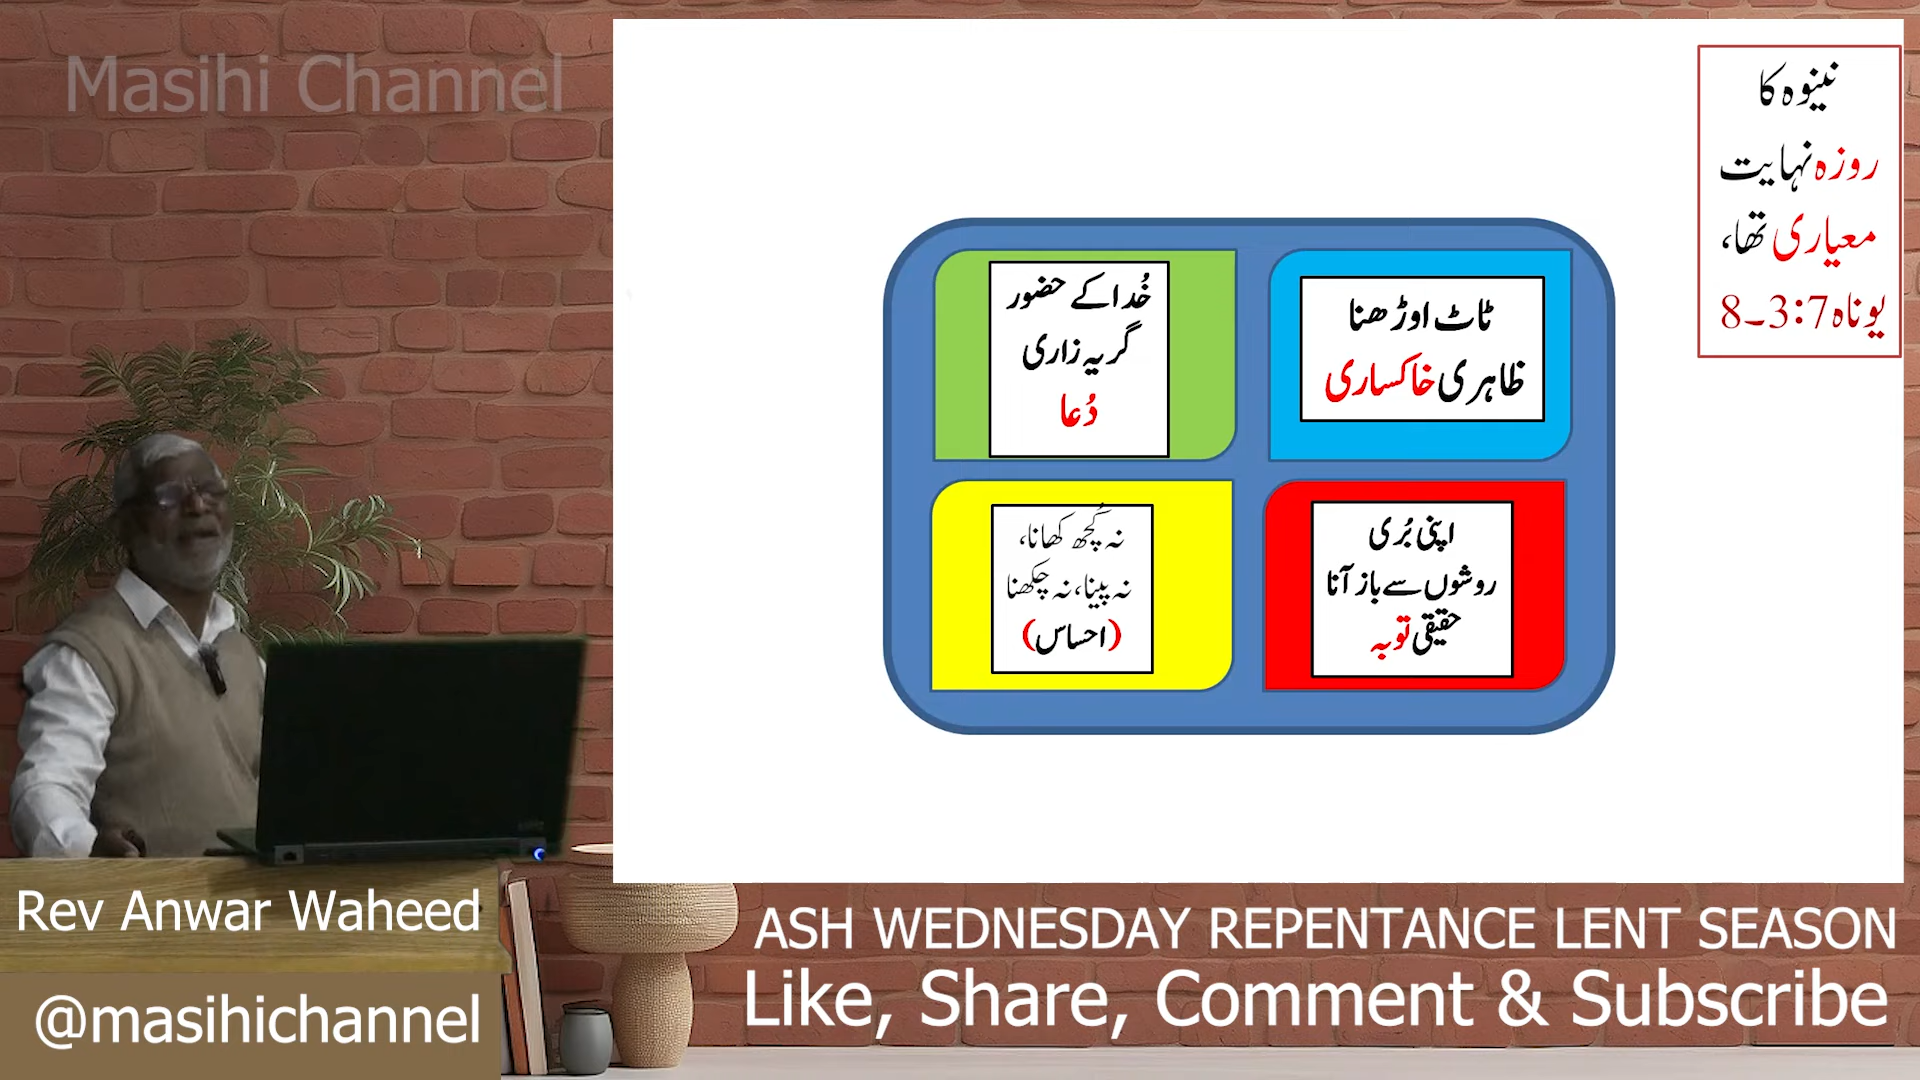 Masihi Channel
نینوہ کا
روزہ نہایت
معیاری تھا،
یوناہ 3:7۔8
ٹاٹ اوڑھنا
ظاہری خاکساری
خُدا کے حضور
گریہ زاری
دُعا
اپنی بُری
روشوں سے باز آنا
حقیقی توبہ
نہ کُچھ کھانا،
نہ پینا، نہ چکھنا
(احساس)
Rev Anwar Waheed
@masihichannel
ASH WEDNESDAY REPENTANCE LENT SEASON
Like, Share, Comment & Subscribe